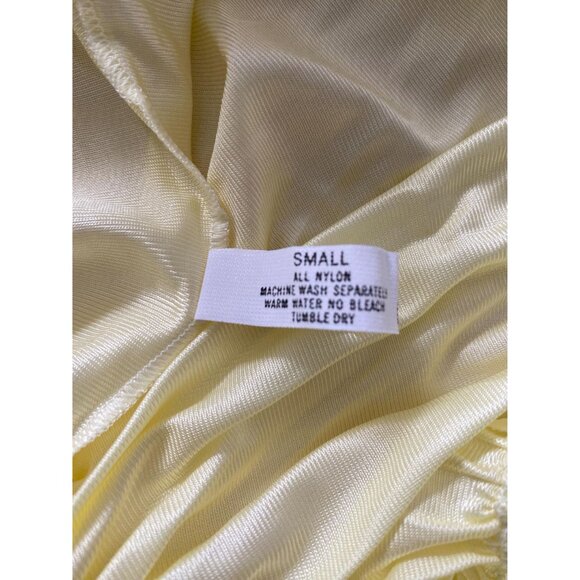 SMALL
ALL NYLON
MACHINE WASH SEPARATELY
WARM WATER NO BLEACH
TUMBLE DRY